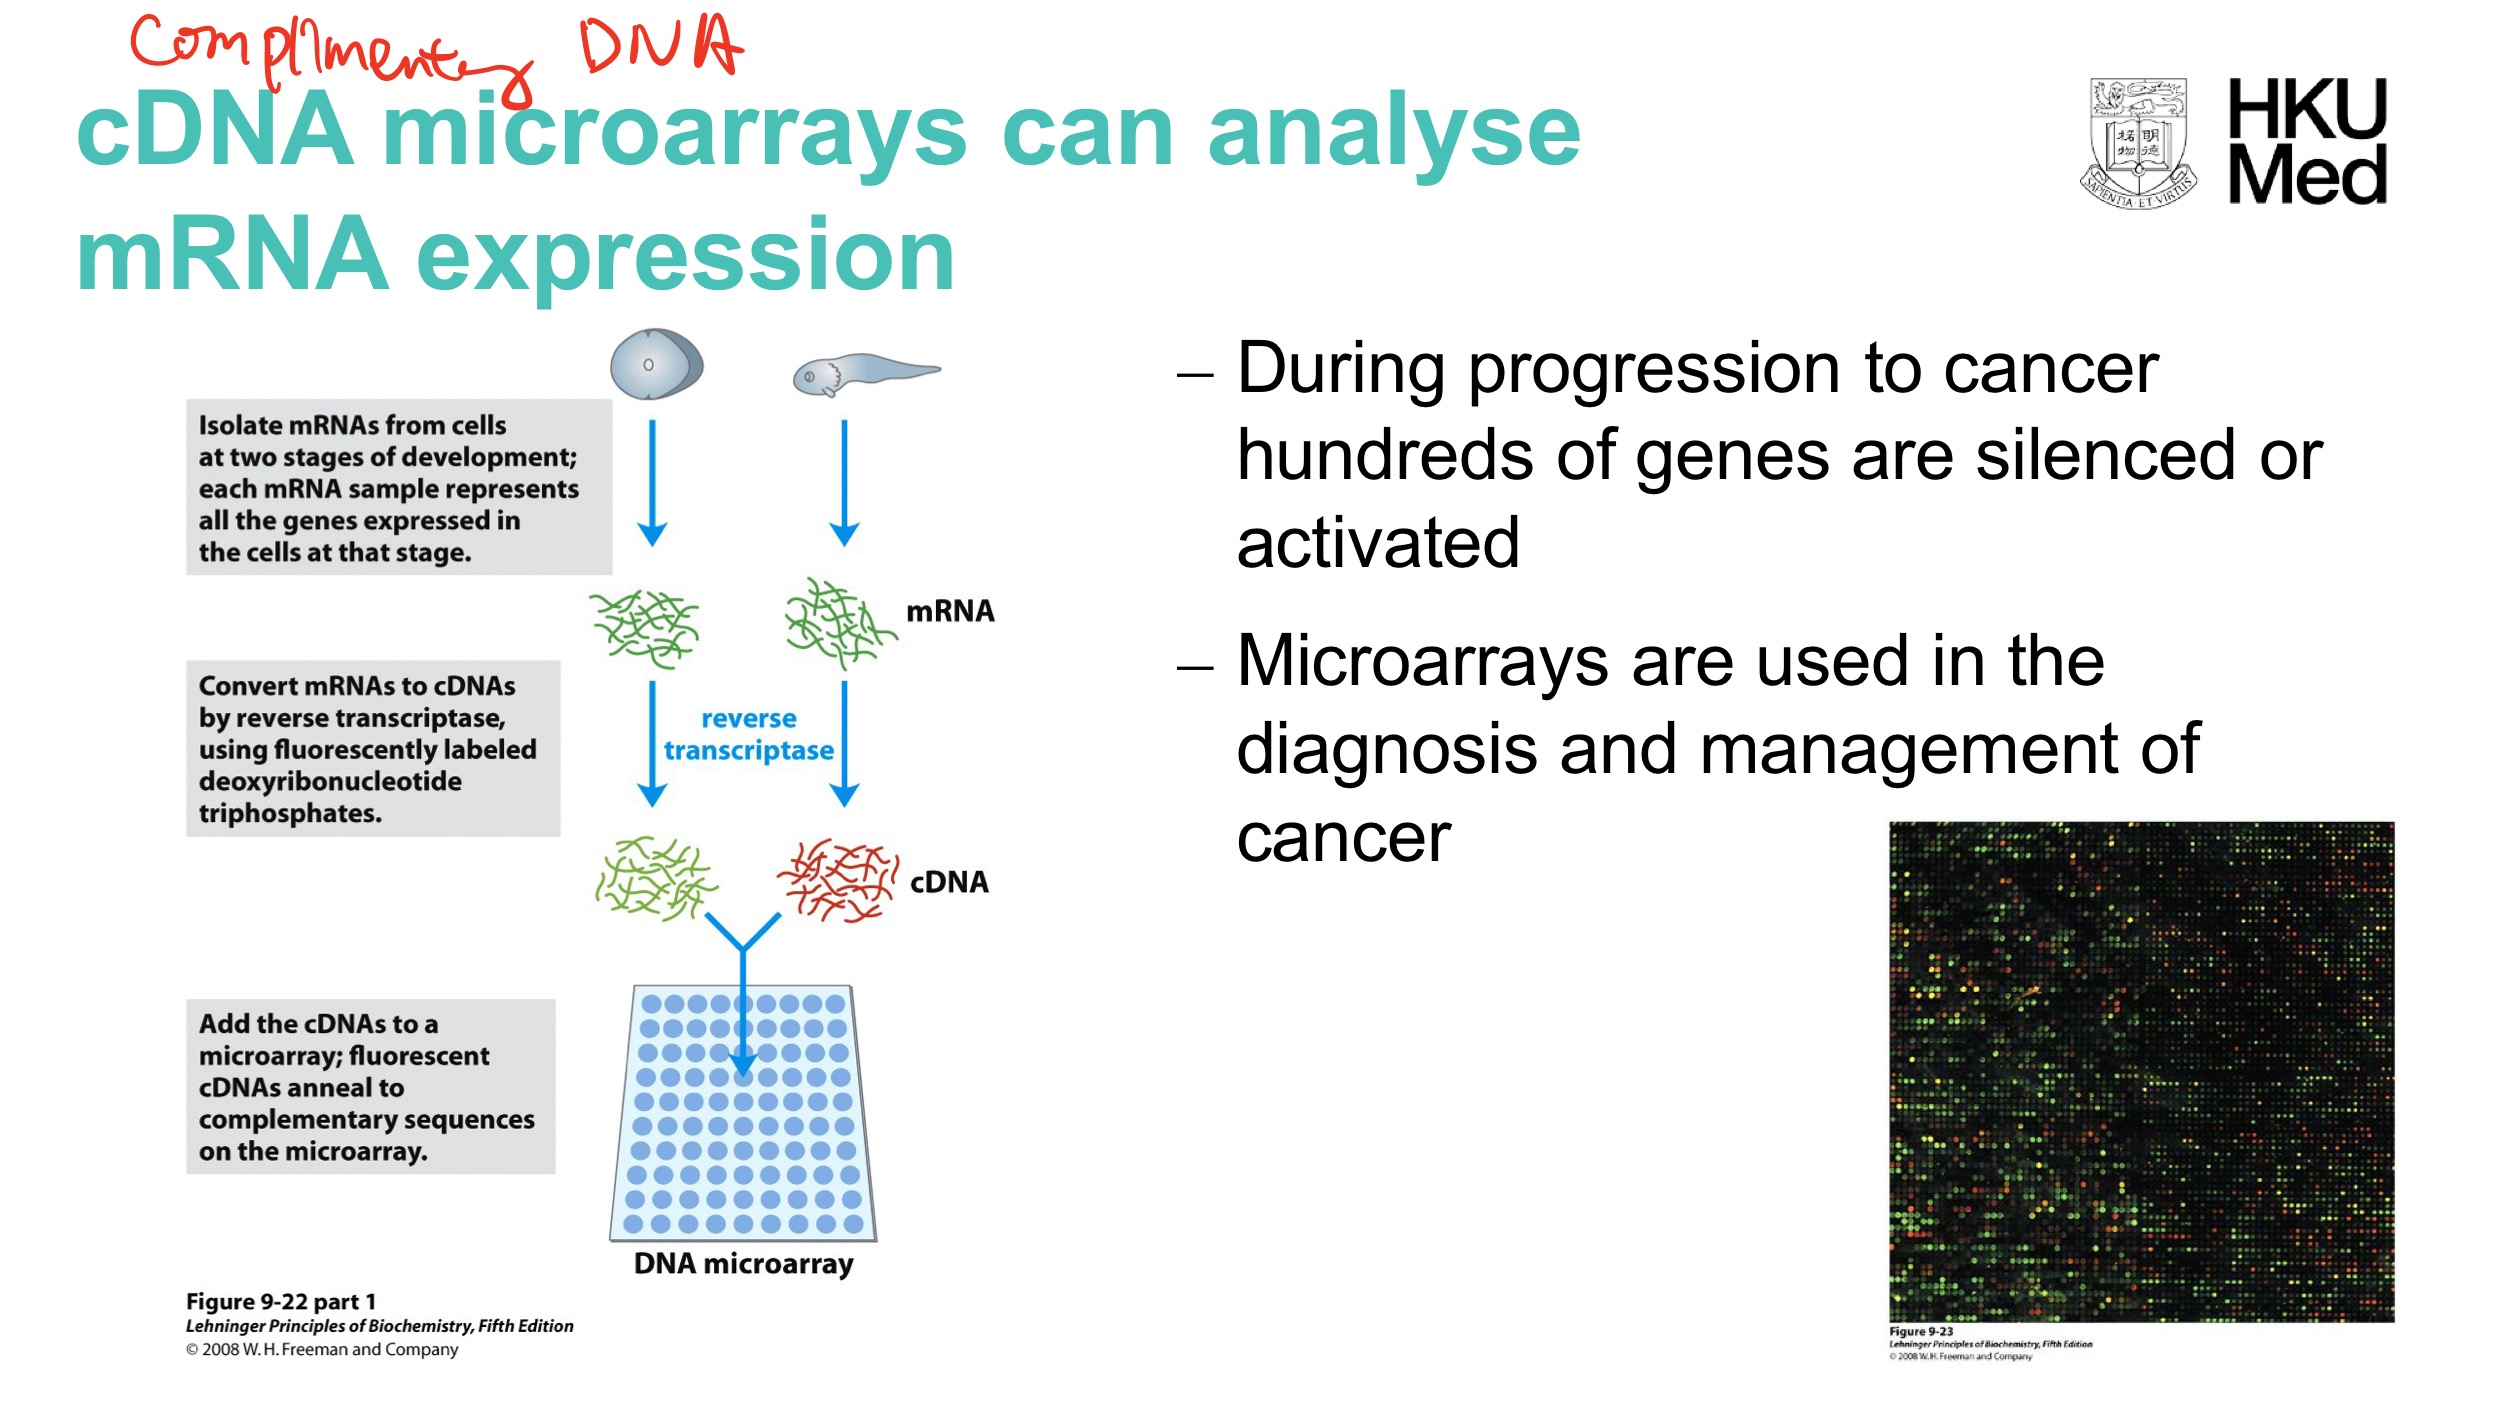 Complimentary DNA
cDNA microarrays can analyse
mRNA expression
HKU
Med
明德
格物
SAPIENTIA·ET·VIRTUS
Isolate mRNAs from cells
at two stages of development;
each mRNA sample represents
all the genes expressed in
the cells at that stage.
mRNA
Convert mRNAs to cDNAs
by reverse transcriptase,
using fluorescently labeled
deoxyribonucleotide
triphosphates.
reverse
transcriptase
cDNA
Add the cDNAs to a
microarray; fluorescent
cDNAs anneal to
complementary sequences
on the microarray.
DNA microarray
Figure 9-22 part 1
Lehninger Principles of Biochemistry, Fifth Edition
© 2008 W. H. Freeman and Company
– During progression to cancer
hundreds of genes are silenced or
activated
– Microarrays are used in the
diagnosis and management of
cancer
Figure 9-23
Lehninger Principles of Biochemistry, Fifth Edition
© 2008 W. H. Freeman and Company